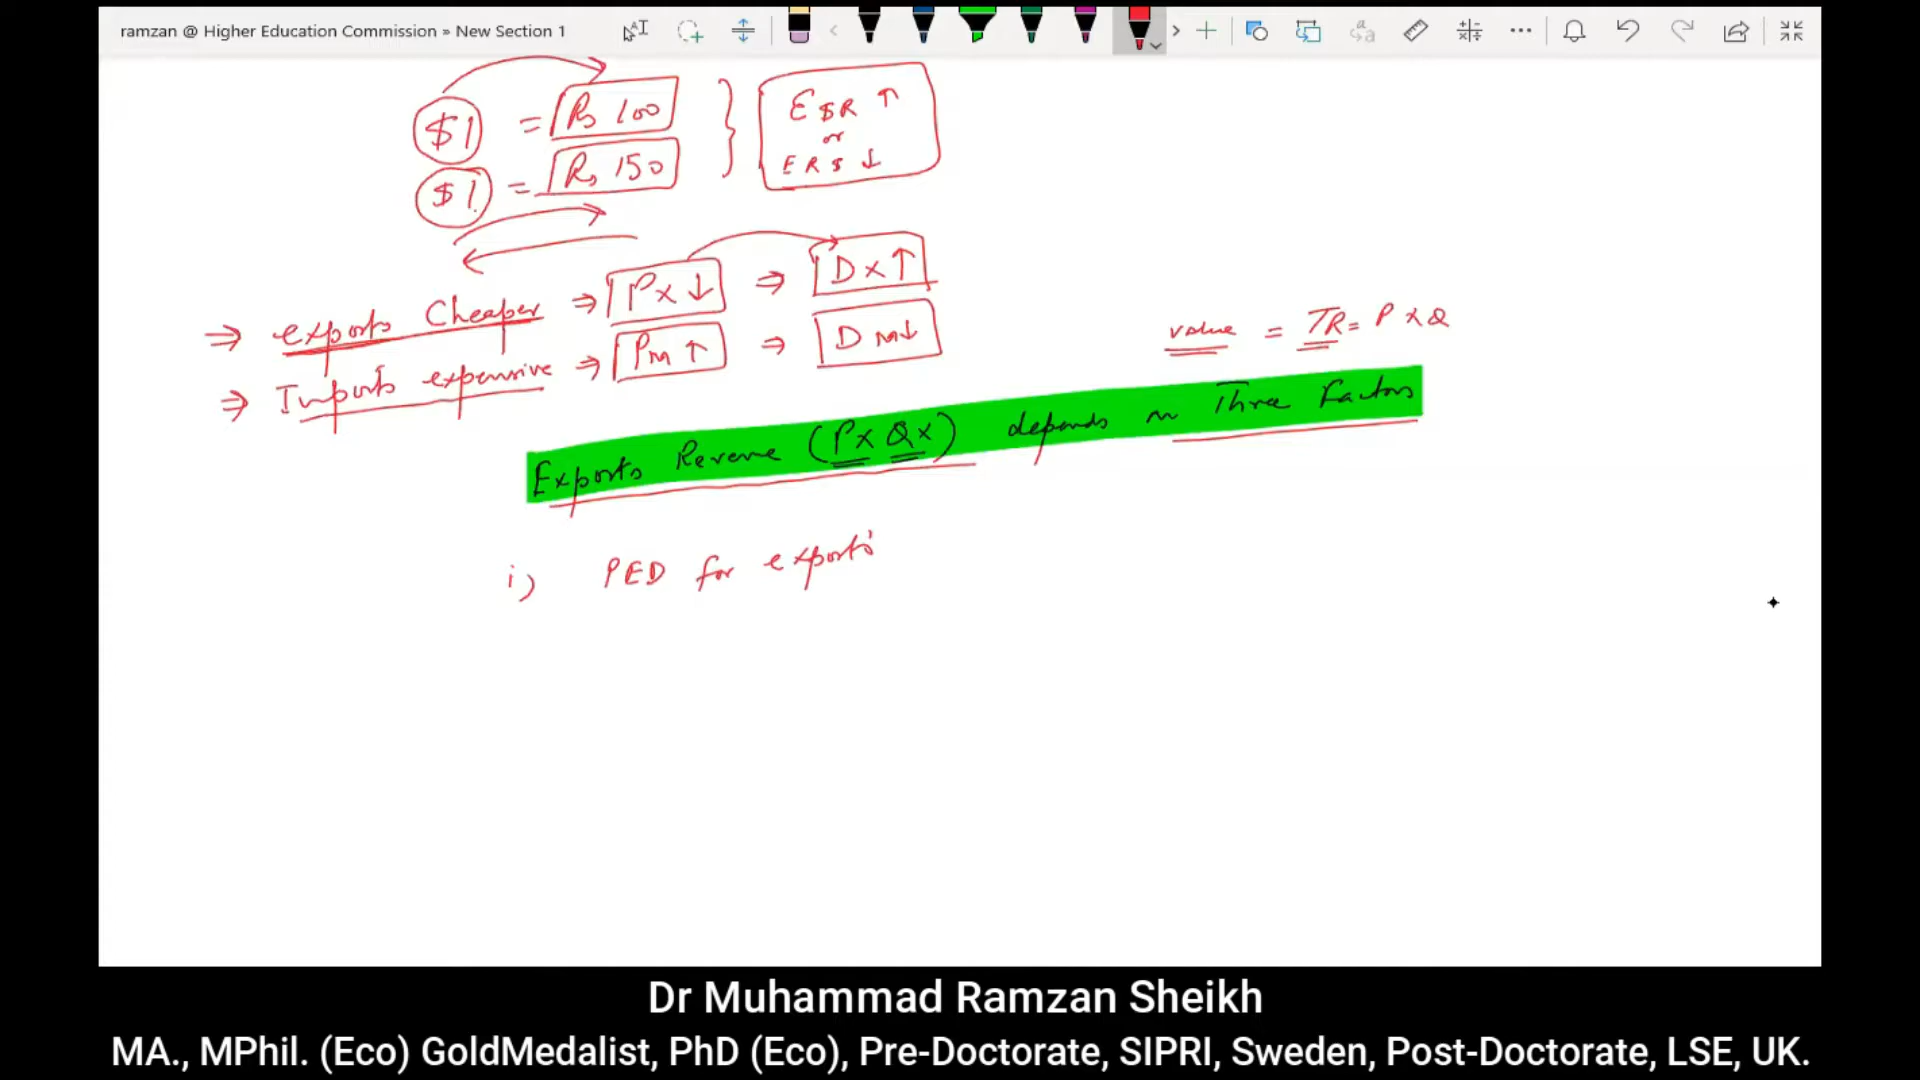 ramzan @ Higher Education Commission » New Section 1
$1 = Rs 100
$1 = Rs 150
E$R ↑
or
ER$ ↓
⇒ exports Cheaper ⇒ Px ↓ ⇒ Dx ↑
⇒ Imports expensive ⇒ PM ↑ ⇒ DM ↓
value = TR = P x Q
Exports Revenue (Px Qx) depends on Three Factors
i) PED for exports
Dr Muhammad Ramzan Sheikh
MA., MPhil. (Eco) GoldMedalist, PhD (Eco), Pre-Doctorate, SIPRI, Sweden, Post-Doctorate, LSE, UK.